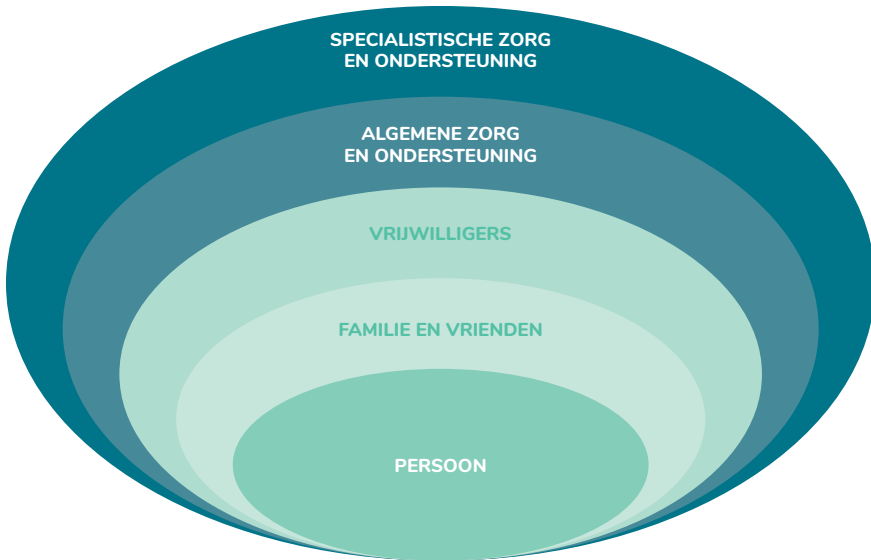 SPECIALISTISCHE ZORG
EN ONDERSTEUNING
ALGEMENE ZORG
EN ONDERSTEUNING
VRIJWILLIGERS
FAMILIE EN VRIENDEN
PERSOON